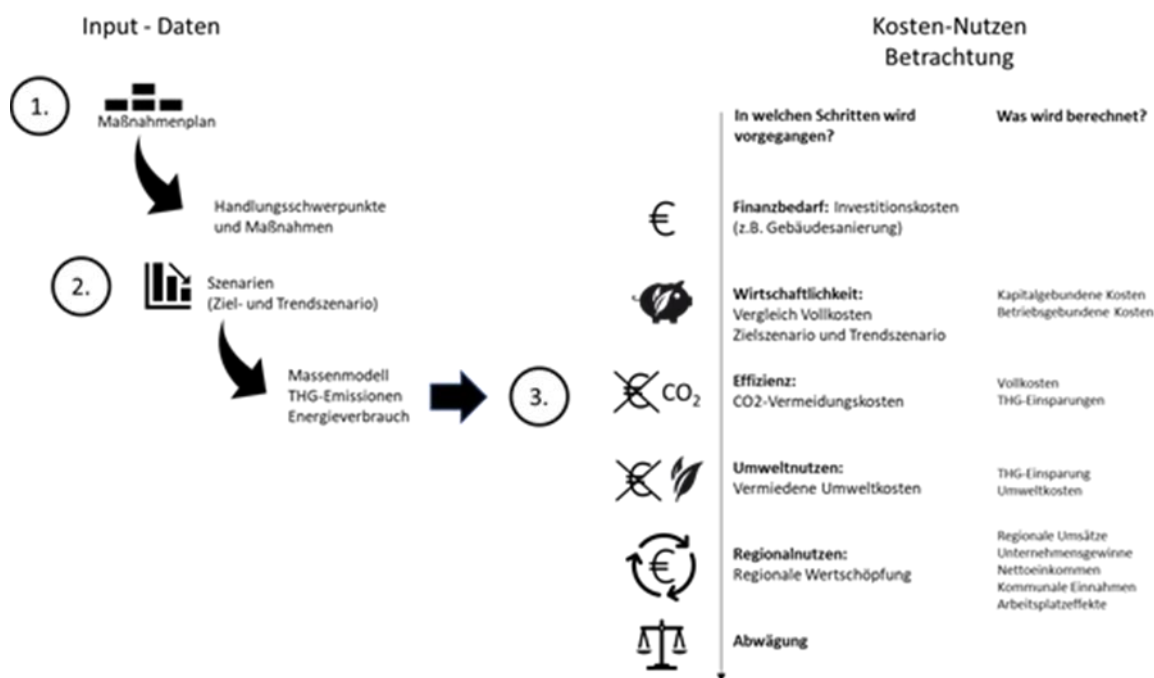 Input - Daten
1.
Maßnahmenplan
Handlungsschwerpunkte
und Maßnahmen
2.
Szenarien
(Ziel- und Trendszenario)
Massenmodell
THG-Emissionen
Energieverbrauch
3.
Kosten-Nutzen
Betrachtung
In welchen Schritten wird
vorgegangen?
Was wird berechnet?
€
Finanzbedarf: Investitionskosten
(z.B. Gebäudesanierung)
Wirtschaftlichkeit:
Vergleich Vollkosten
Zielszenario und Trendszenario
Kapitalgebundene Kosten
Betriebsgebundene Kosten
€ CO₂
Effizienz:
CO2-Vermeidungskosten
Vollkosten
THG-Einsparungen
€
Umweltnutzen:
Vermiedene Umweltkosten
THG-Einsparung
Umweltkosten
€
Regionalnutzen:
Regionale Wertschöpfung
Regionale Umsätze
Unternehmensgewinne
Nettoeinkommen
Kommunale Einnahmen
Arbeitsplatzeffekte
Abwägung